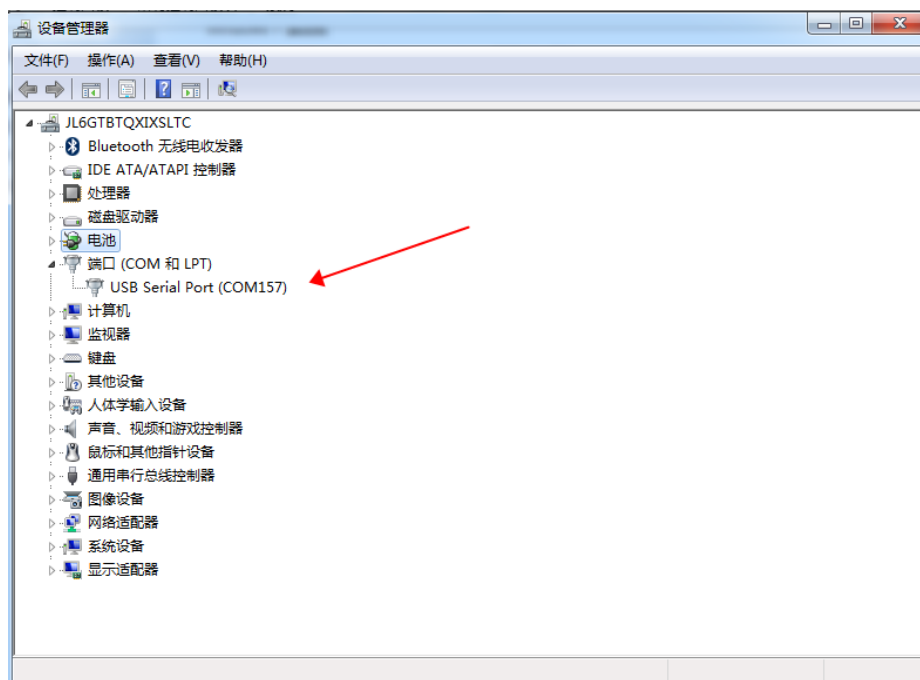 设备管理器
文件(F) 操作(A) 查看(V) 帮助(H)
JL6GTBTQXIXSLTC
Bluetooth 无线电收发器
IDE ATA/ATAPI 控制器
处理器
磁盘驱动器
电池
端口 (COM 和 LPT)
USB Serial Port (COM157)
计算机
监视器
键盘
其他设备
人体学输入设备
声音、视频和游戏控制器
鼠标和其他指针设备
通用串行总线控制器
图像设备
网络适配器
系统设备
显示适配器